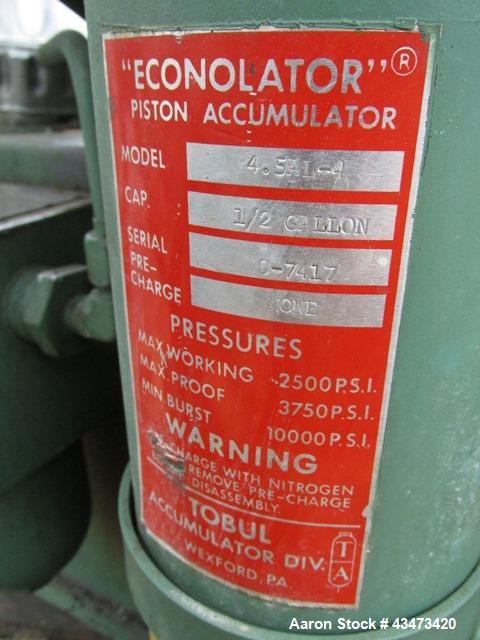 "ECONOLATOR"®
PISTON ACCUMULATOR
MODEL 4.5AL-4
CAP. 1/2 GALLON
SERIAL 0-7417
PRE-
CHARGE NONE
PRESSURES
MAX. WORKING 2500 P.S.I.
MAX. PROOF 3750 P.S.I.
MIN. BURST 10000 P.S.I.
WARNING
CHARGE WITH NITROGEN
REMOVE PRE-CHARGE
DISASSEMBLY.
TOBUL
ACCUMULATOR DIV.
WEXFORD, PA.
T A
Aaron Stock # 43473420